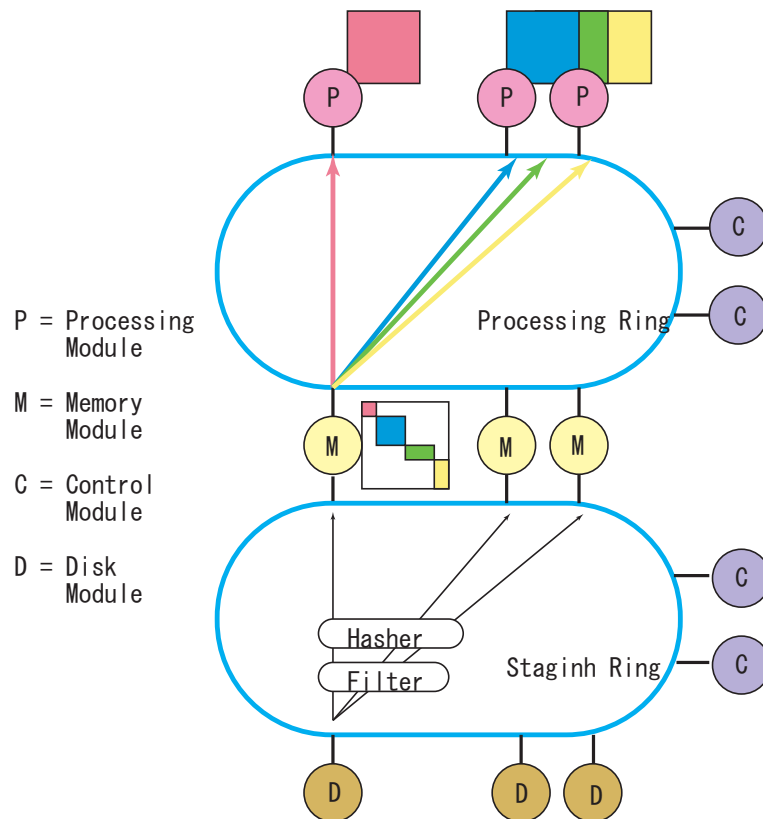 P
P
P
C
Processing Ring
C
P = Processing
Module
M = Memory
Module
C = Control
Module
D = Disk
Module
M
M
M
C
Hasher
Filter
Staginh Ring
C
D
D
D